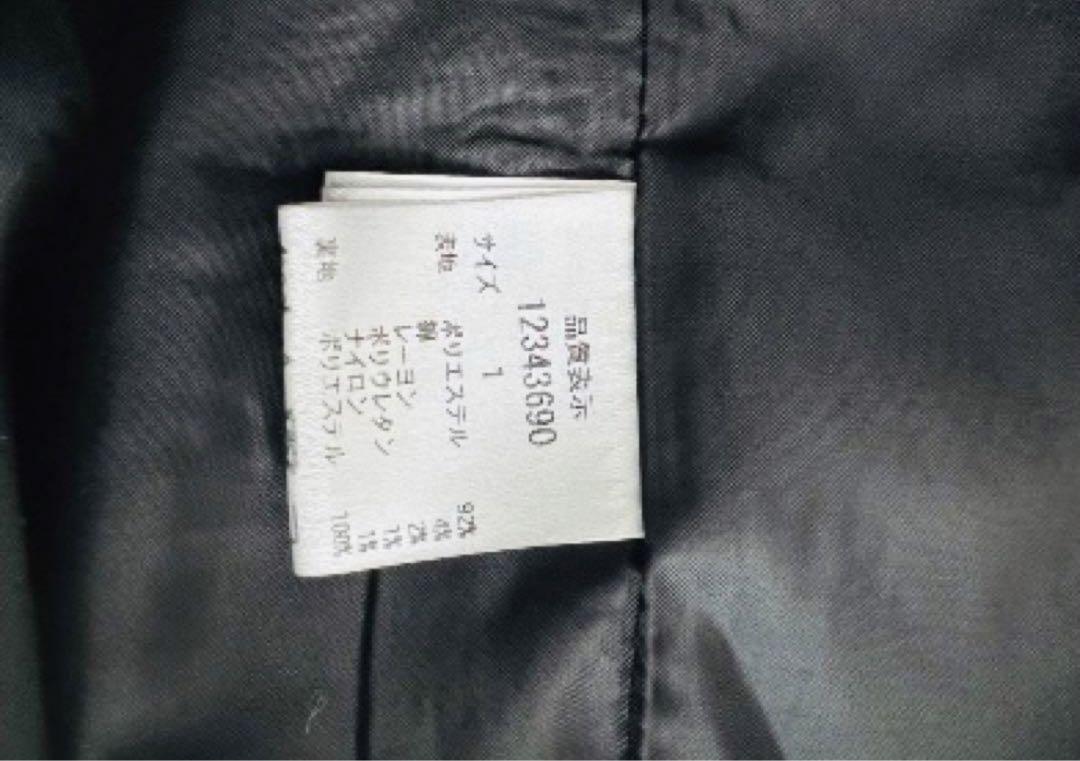 品質表示
12343690
サイズ 1
表地 ポリエステル 92%
綿 4%
レーヨン 2%
ポリウレタン 1%
ナイロン 1%
裏地 ポリエステル 100%